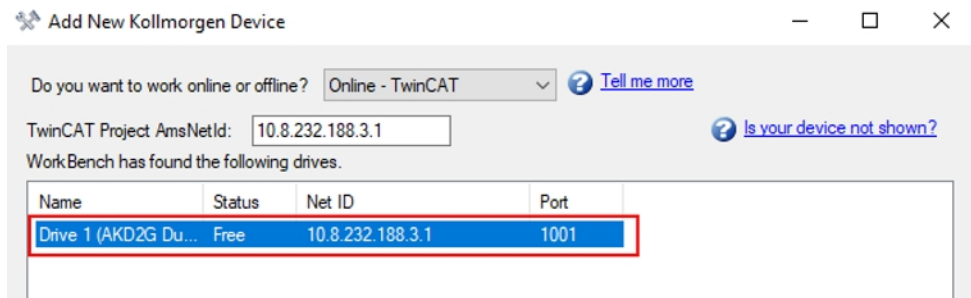 Add New Kollmorgen Device
Do you want to work online or offline? Online - TwinCAT Tell me more
TwinCAT Project AmsNetId: 10.8.232.188.3.1 Is your device not shown?
WorkBench has found the following drives.
Name Status Net ID Port
Drive 1 (AKD2G Du... Free 10.8.232.188.3.1 1001